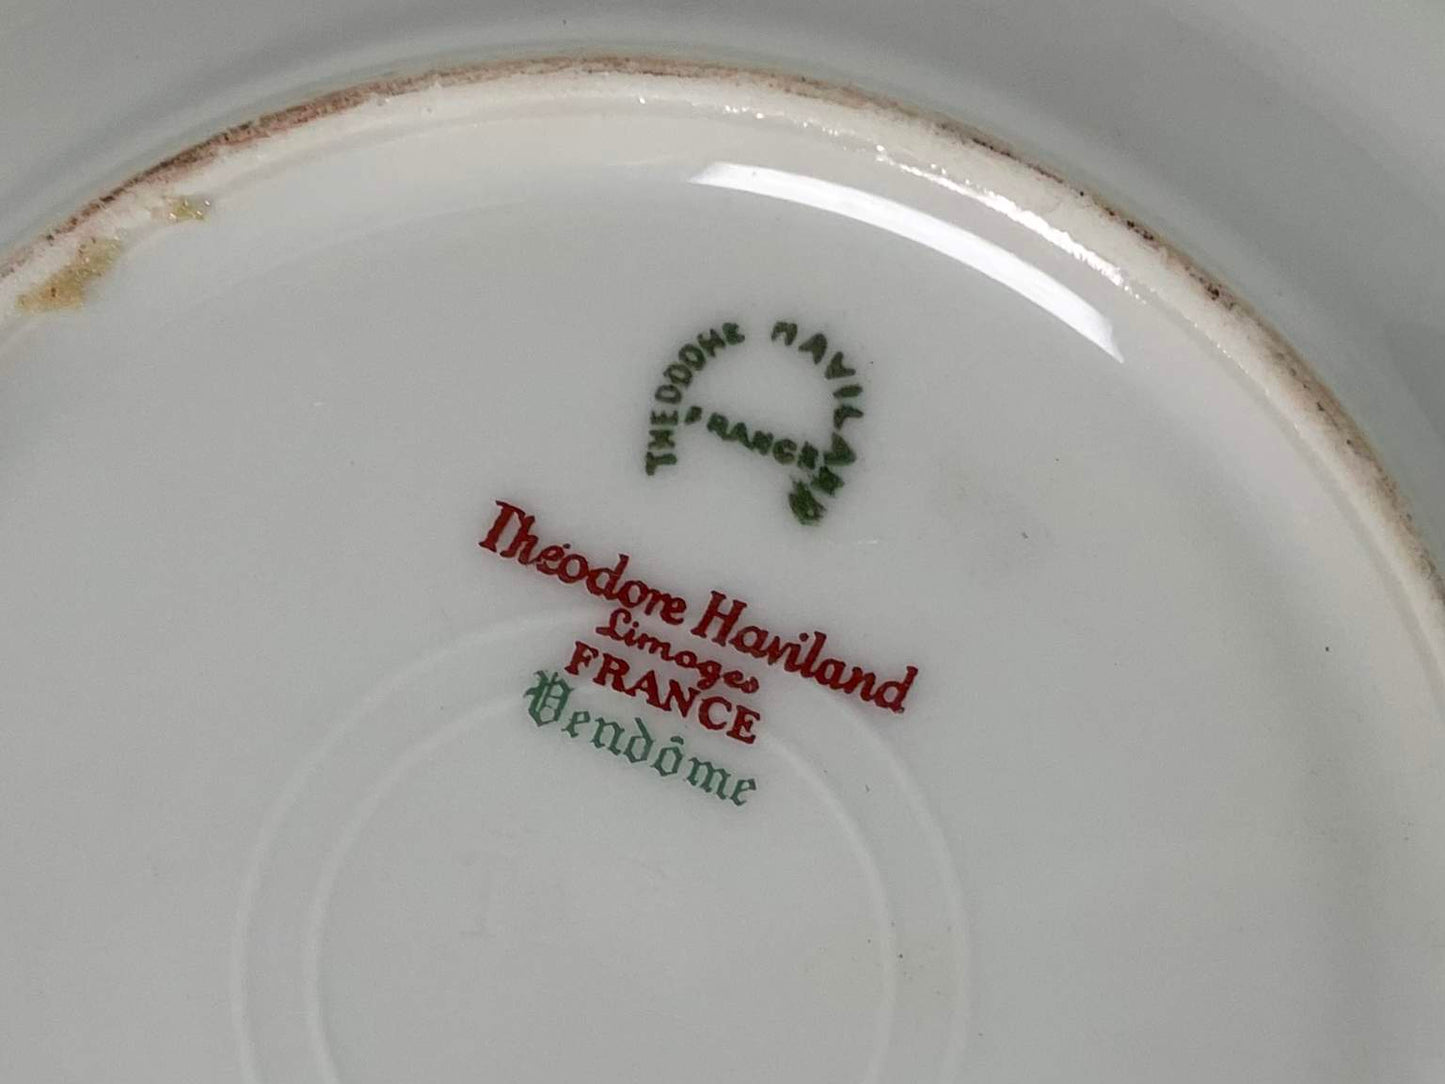 THEODORE HAVILAND
FRANCE
Théodore Haviland
Limoges
FRANCE
Vendôme